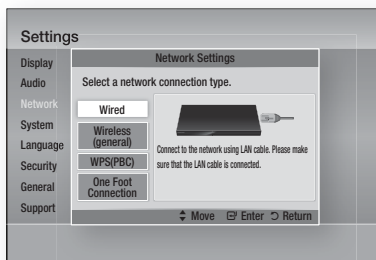 Settings
Display
Audio
Network
System
Language
Security
General
Support
Network Settings
Select a network connection type.
Wired
Wireless
(general)
WPS(PBC)
One Foot
Connection
Connect to the network using LAN cable. Please make
sure that the LAN cable is connected.
Move Enter Return